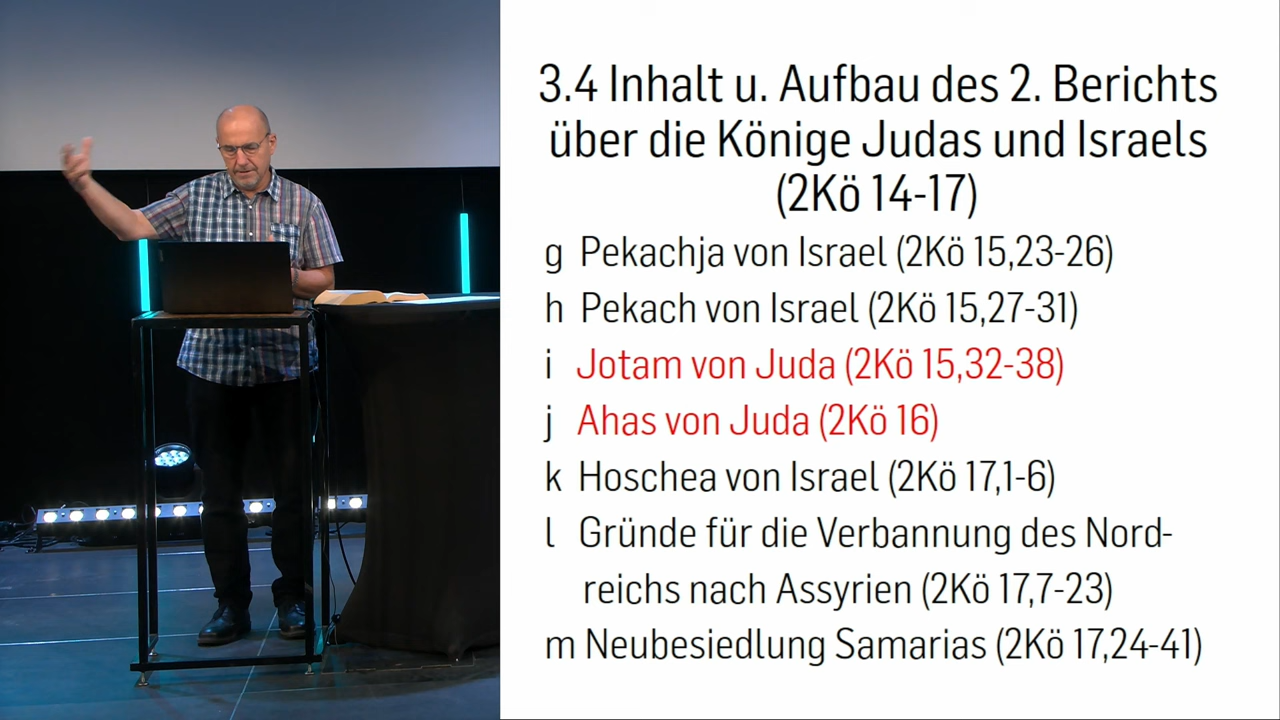 3.4 Inhalt u. Aufbau des 2. Berichts
über die Könige Judas und Israels
(2Kö 14-17)
g Pekachja von Israel (2Kö 15,23-26)
h Pekach von Israel (2Kö 15,27-31)
i Jotam von Juda (2Kö 15,32-38)
j Ahas von Juda (2Kö 16)
k Hoschea von Israel (2Kö 17,1-6)
l Gründe für die Verbannung des Nord-
reichs nach Assyrien (2Kö 17,7-23)
m Neubesiedlung Samarias (2Kö 17,24-41)